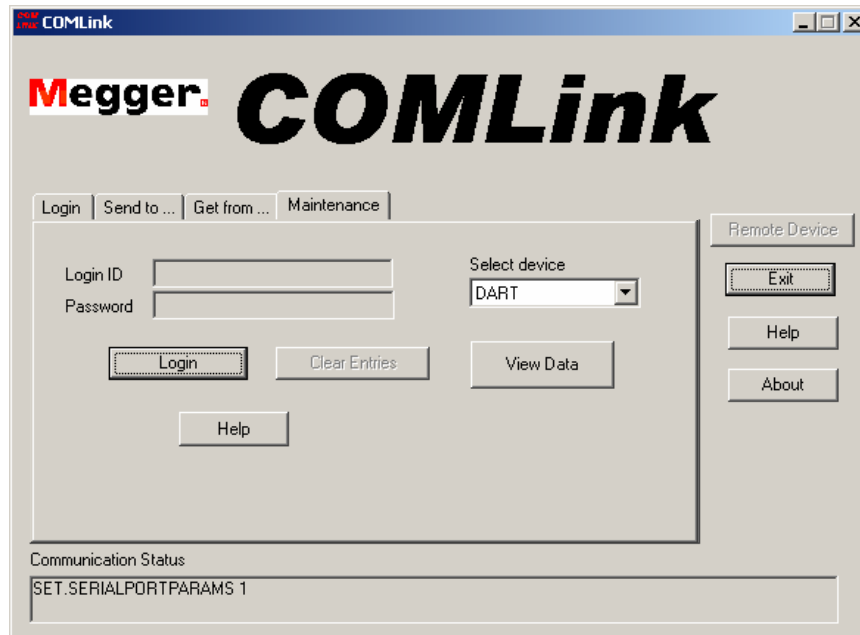 COMLink
Megger
COMLink
Login Send to ... Get from ... Maintenance
Remote Device
Login ID
Select device
DART
Password
Exit
Login Clear Entries View Data
Help
About
Help
Communication Status
SET.SERIALPORTPARAMS 1